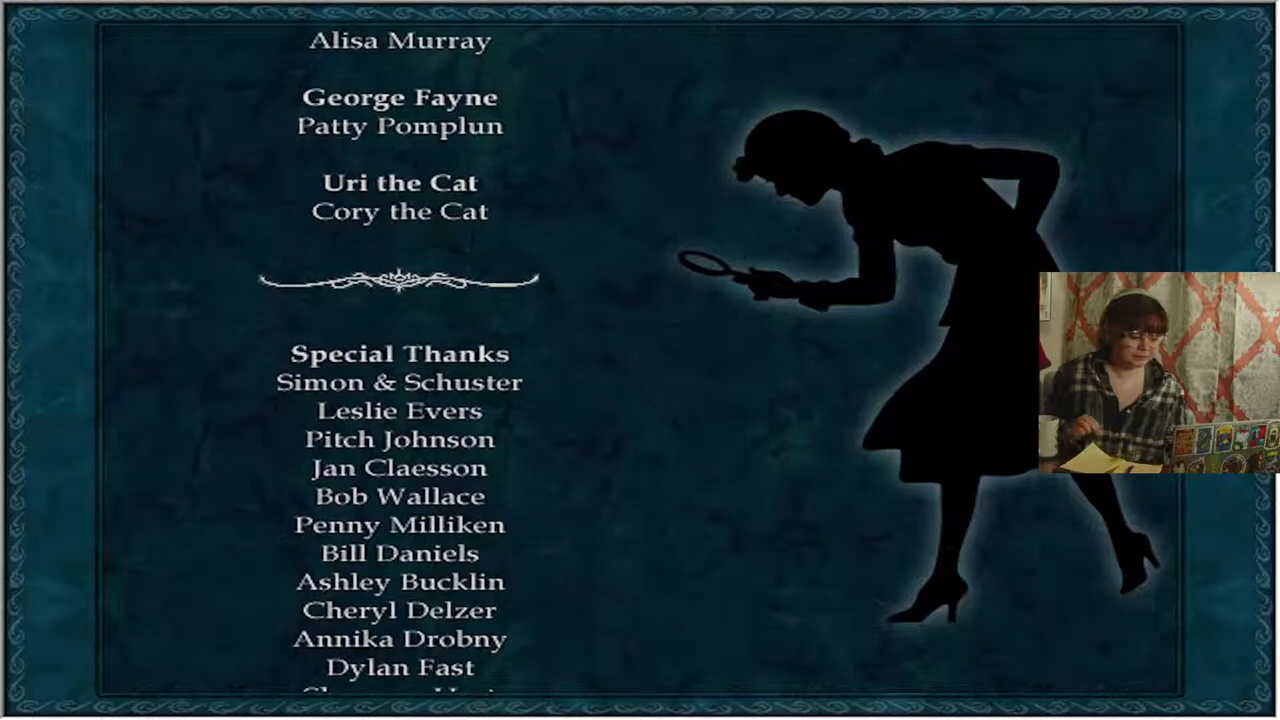 Alisa Murray
George Fayne
Patty Pomplun
Uri the Cat
Cory the Cat
Special Thanks
Simon & Schuster
Leslie Evers
Pitch Johnson
Jan Claesson
Bob Wallace
Penny Milliken
Bill Daniels
Ashley Bucklin
Cheryl Delzer
Annika Drobny
Dylan Fast